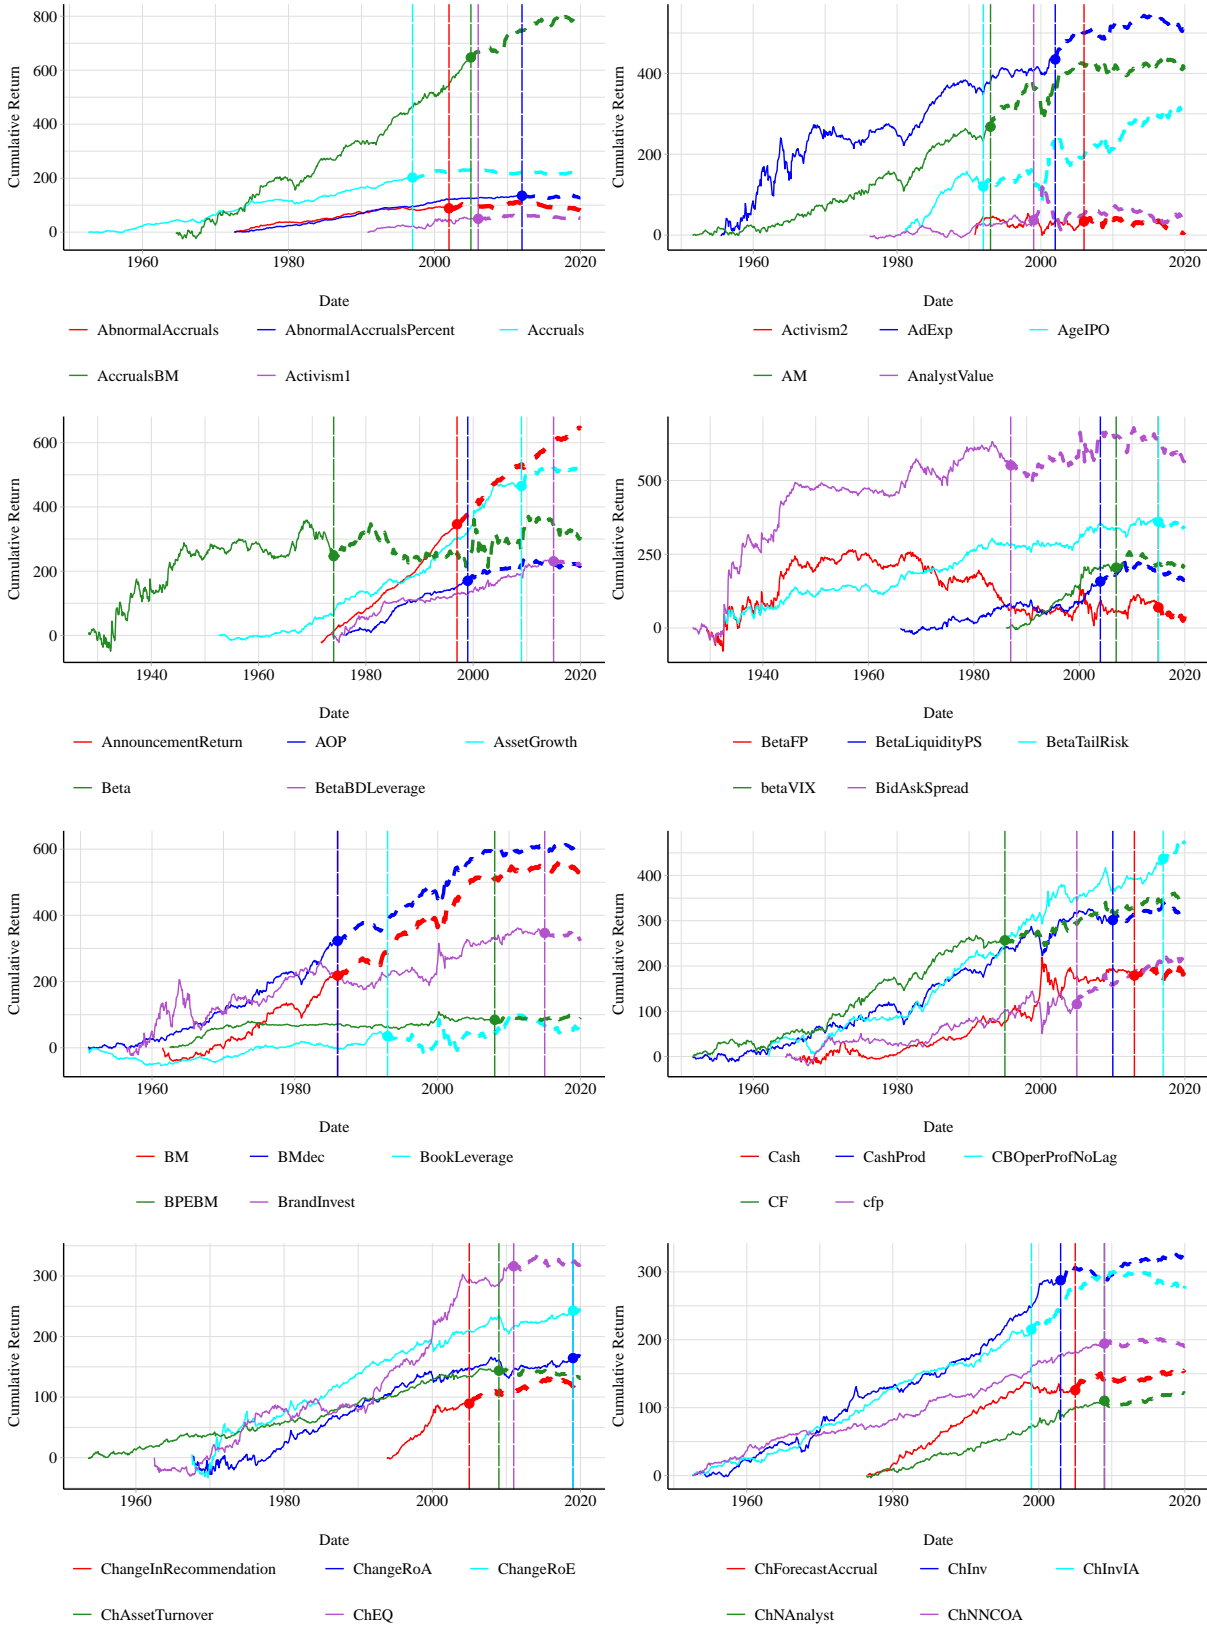 Cumulative Return
800
600
400
200
0
1960 1980 2000 2020
Date
AbnormalAccruals AbnormalAccrualsPercent Accruals
AccrualsBM Activism1
Cumulative Return
400
200
0
1960 1980 2000 2020
Date
Activism2 AdExp AgeIPO
AM AnalystValue
Cumulative Return
600
400
200
0
1940 1960 1980 2000 2020
Date
AnnouncementReturn AOP AssetGrowth
Beta BetaBDLeverage
Cumulative Return
500
250
0
1940 1960 1980 2000 2020
Date
BetaFP BetaLiquidityPS BetaTailRisk
betaVIX BidAskSpread
Cumulative Return
600
400
200
0
1960 1980 2000 2020
Date
BM BMdec BookLeverage
BPEBM BrandInvest
Cumulative Return
400
300
200
100
0
1960 1980 2000 2020
Date
Cash CashProd CBOperProfNoLag
CF cfp
Cumulative Return
300
200
100
0
1960 1980 2000 2020
Date
ChangeInRecommendation ChangeRoA ChangeRoE
ChAssetTurnover ChEQ
Cumulative Return
300
200
100
0
1960 1980 2000 2020
Date
ChForecastAccrual ChInv ChInvIA
ChNAnalyst ChNNCOA